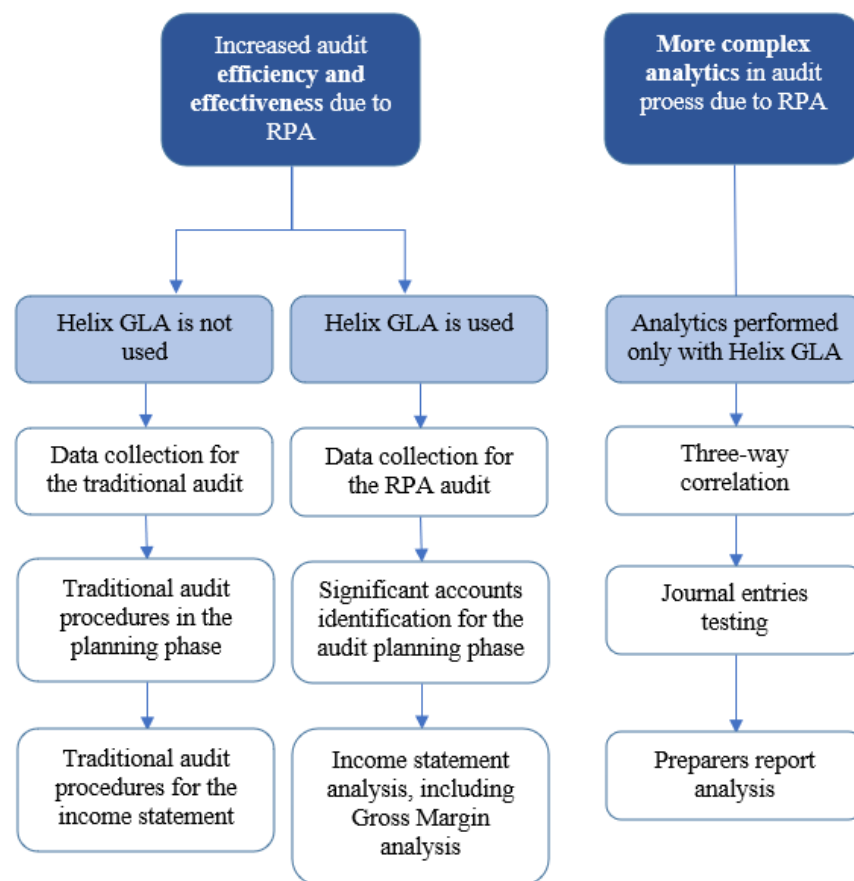 Increased audit
efficiency and
effectiveness due to
RPA
More complex
analytics in audit
proess due to RPA
Helix GLA is not
used
Helix GLA is used
Analytics performed
only with Helix GLA
Data collection for
the traditional audit
Data collection for
the RPA audit
Three-way
correlation
Traditional audit
procedures in the
planning phase
Significant accounts
identification for the
audit planning phase
Journal entries
testing
Traditional audit
procedures for the
income statement
Income statement
analysis, including
Gross Margin
analysis
Preparers report
analysis